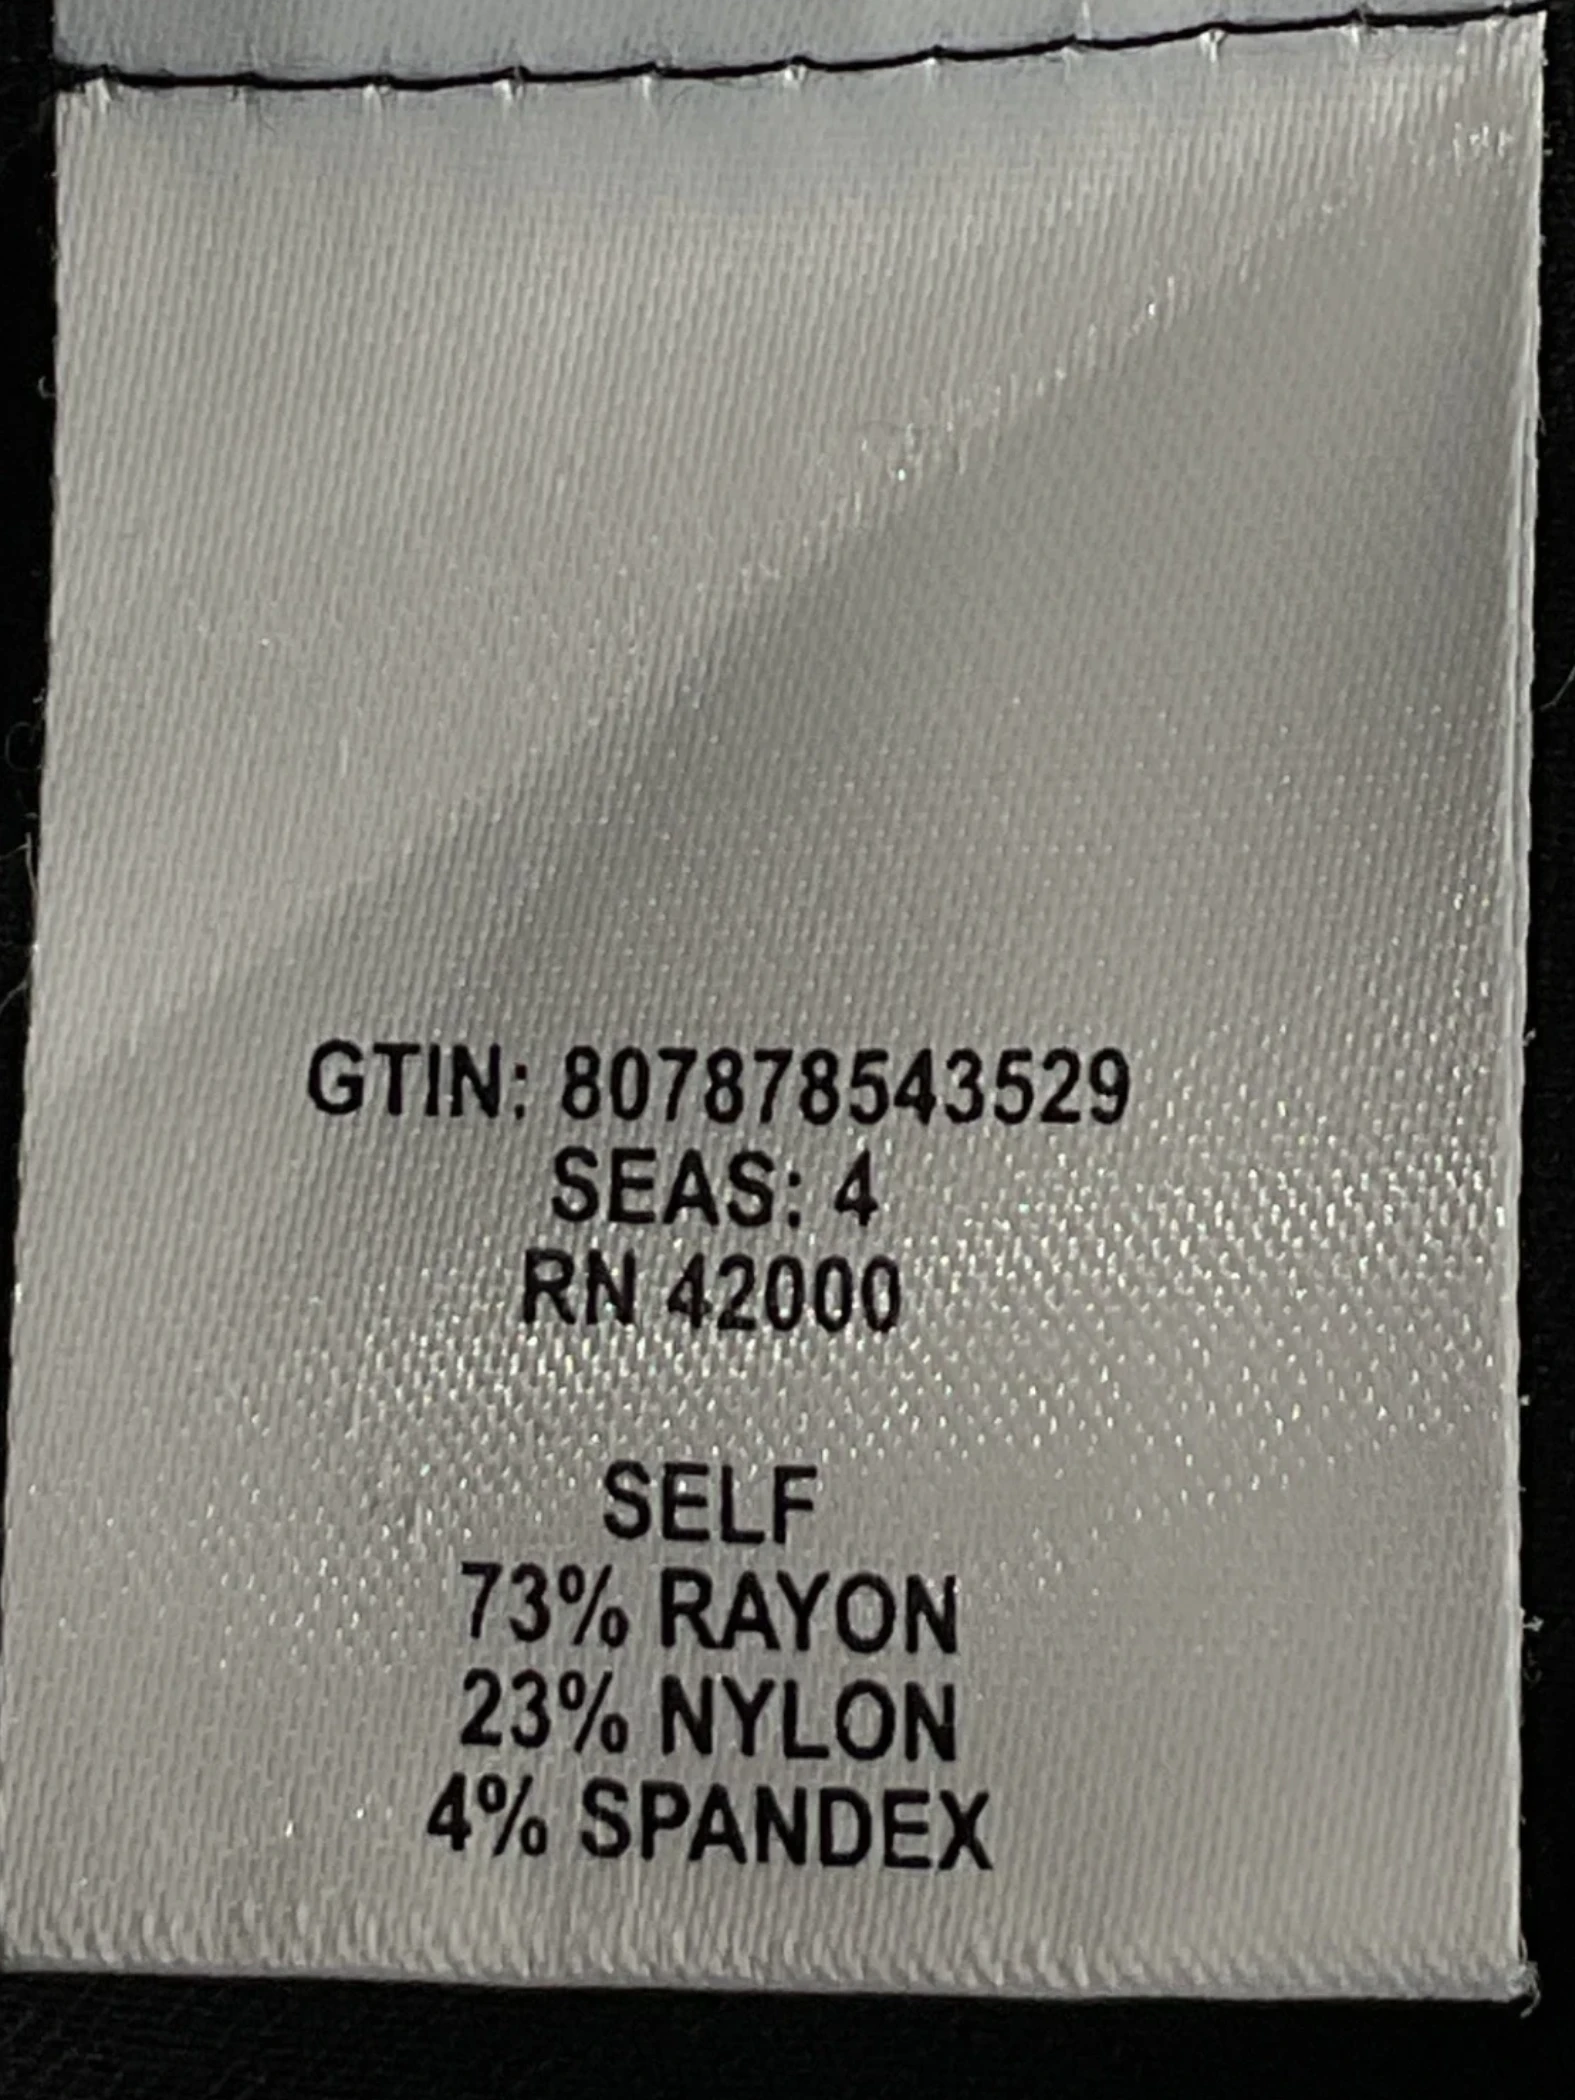 GTIN: 807878543529
SEAS: 4
RN 42000
SELF
73% RAYON
23% NYLON
4% SPANDEX